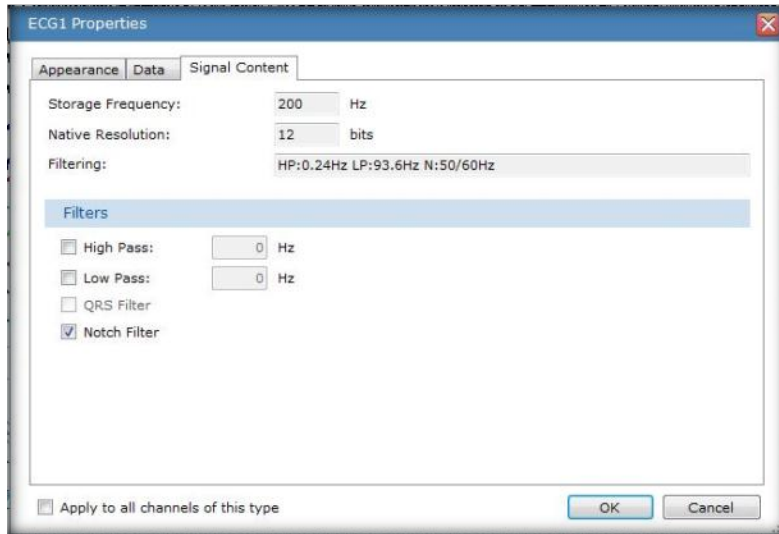 ECG1 Properties
Appearance Data Signal Content
Storage Frequency: 200 Hz
Native Resolution: 12 bits
Filtering: HP:0.24Hz LP:93.6Hz N:50/60Hz
Filters
High Pass: 0 Hz
Low Pass: 0 Hz
QRS Filter
Notch Filter
Apply to all channels of this type OK Cancel